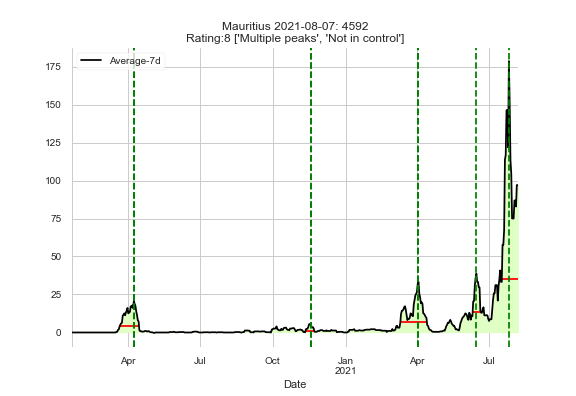 Mauritius 2021-08-07: 4592
Rating:8 ['Multiple peaks', 'Not in control']
Average-7d
175
150
125
100
75
50
25
0
Apr Jul Oct Jan Apr Jul
2021
Date